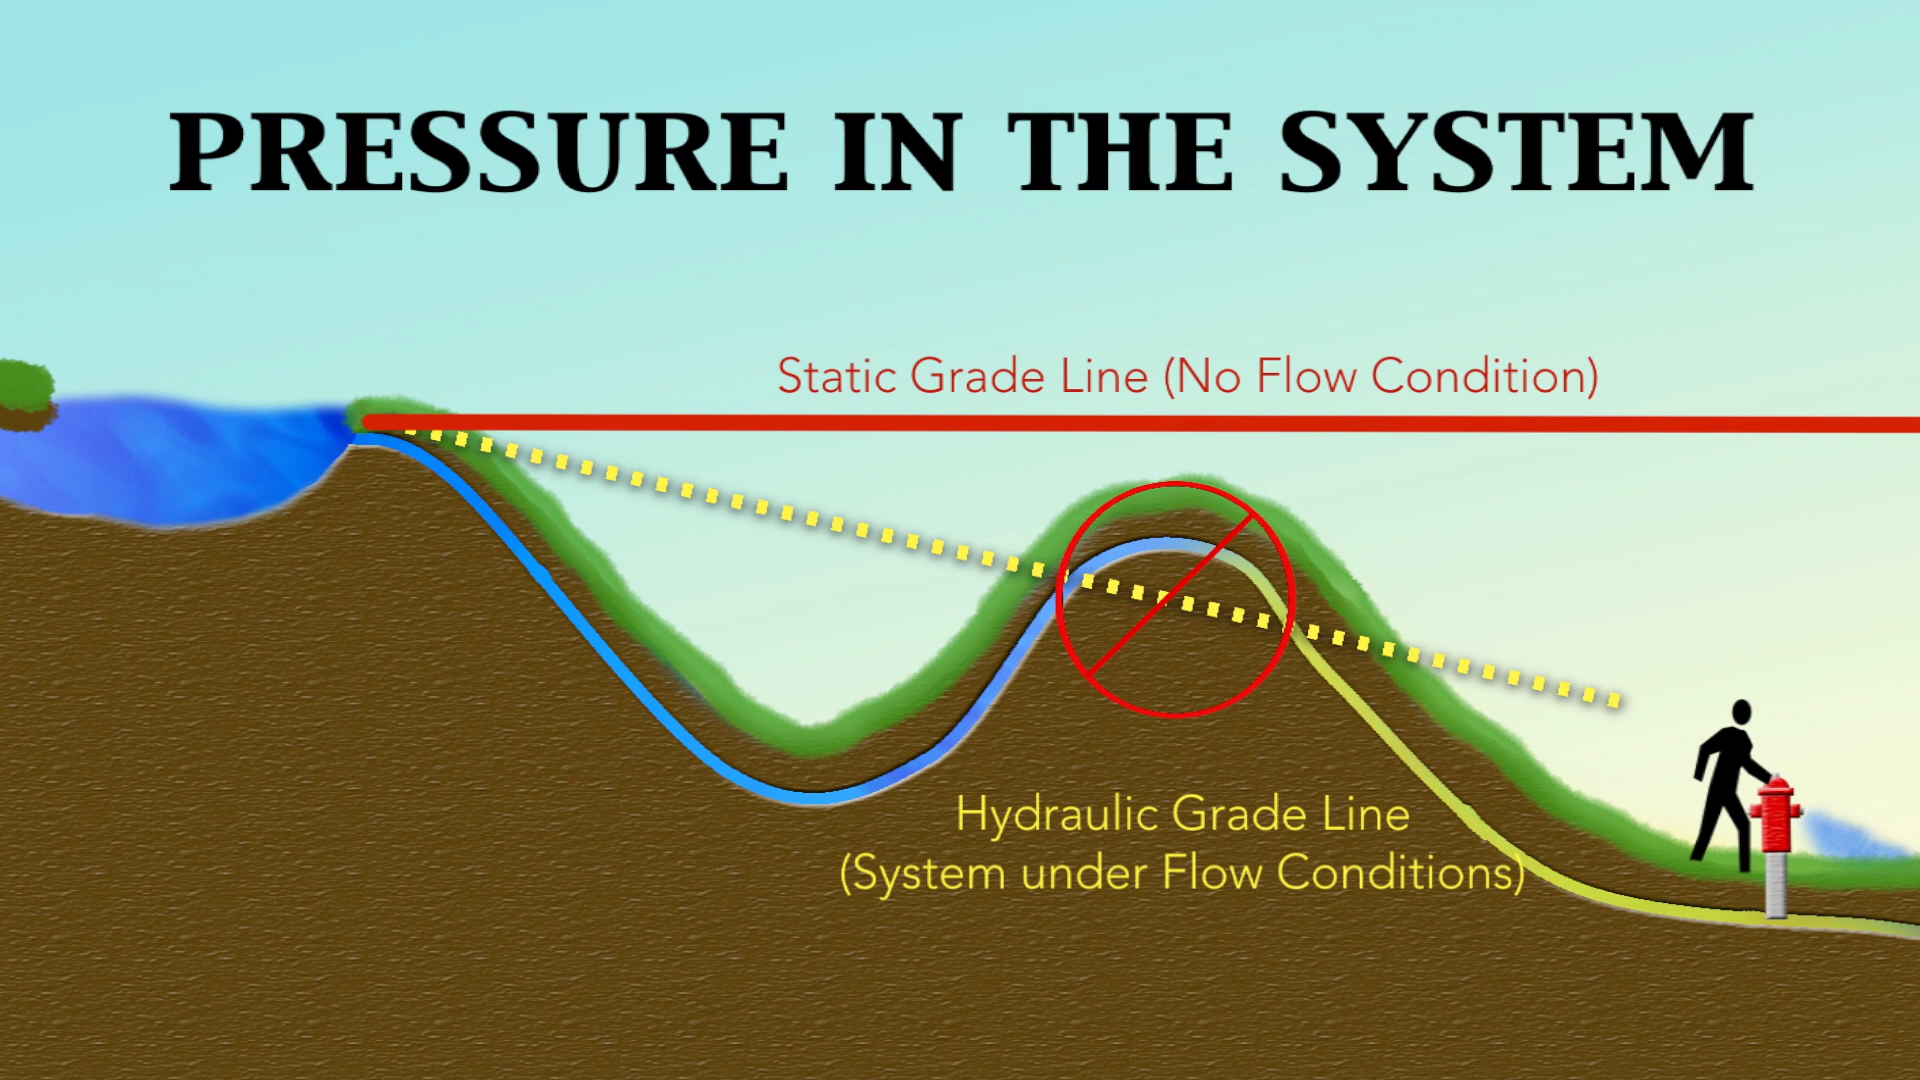 PRESSURE IN THE SYSTEM
Static Grade Line (No Flow Condition)
Hydraulic Grade Line
(System under Flow Conditions)